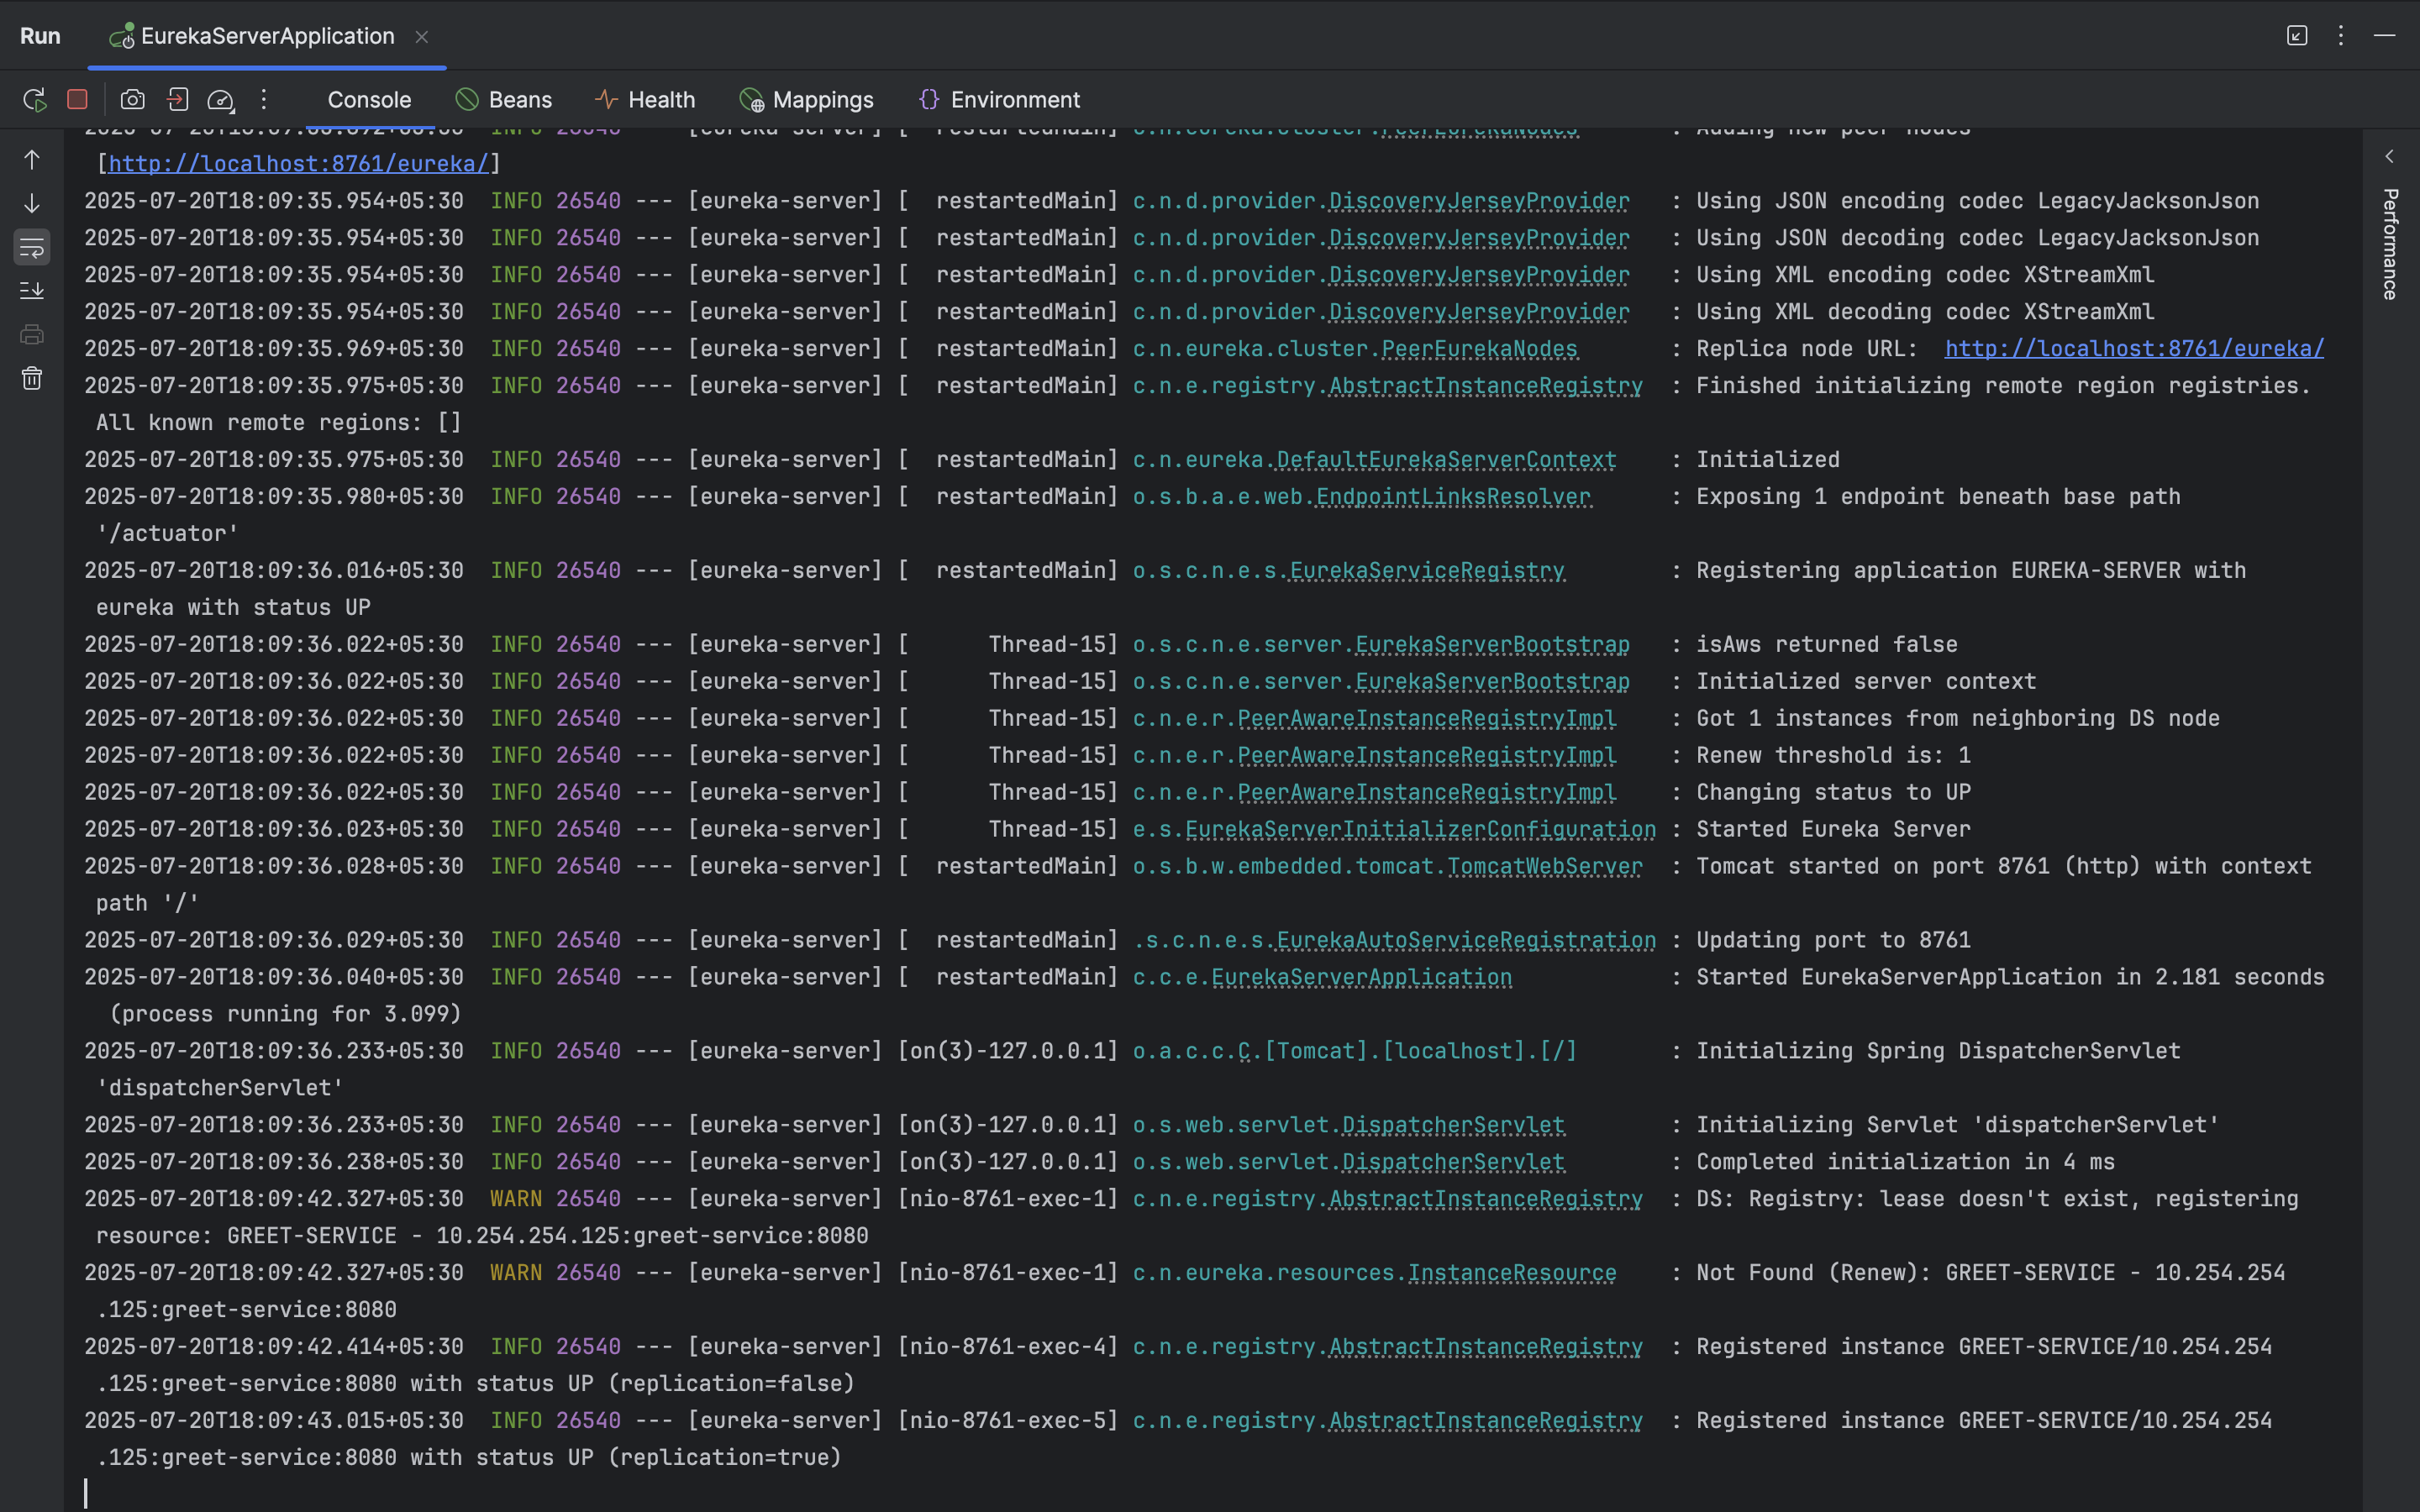 Run EurekaServerApplication
Console Beans Health Mappings Environment
INFO 26540 [eureka-server] [ restartedMain] c.n.eureka.cluster.PeerEurekaNodes : Adding new peer nodes
[http://localhost:8761/eureka/]
2025-07-20T18:09:35.954+05:30 INFO 26540 --- [eureka-server] [ restartedMain] c.n.d.provider.DiscoveryJerseyProvider : Using JSON encoding codec LegacyJacksonJson
2025-07-20T18:09:35.954+05:30 INFO 26540 --- [eureka-server] [ restartedMain] c.n.d.provider.DiscoveryJerseyProvider : Using JSON decoding codec LegacyJacksonJson
2025-07-20T18:09:35.954+05:30 INFO 26540 --- [eureka-server] [ restartedMain] c.n.d.provider.DiscoveryJerseyProvider : Using XML encoding codec XStreamXml
2025-07-20T18:09:35.954+05:30 INFO 26540 --- [eureka-server] [ restartedMain] c.n.d.provider.DiscoveryJerseyProvider : Using XML decoding codec XStreamXml
2025-07-20T18:09:35.969+05:30 INFO 26540 --- [eureka-server] [ restartedMain] c.n.eureka.cluster.PeerEurekaNodes : Replica node URL: http://localhost:8761/eureka/
2025-07-20T18:09:35.975+05:30 INFO 26540 --- [eureka-server] [ restartedMain] c.n.e.registry.AbstractInstanceRegistry : Finished initializing remote region registries.
All known remote regions: []
2025-07-20T18:09:35.975+05:30 INFO 26540 --- [eureka-server] [ restartedMain] c.n.eureka.DefaultEurekaServerContext : Initialized
2025-07-20T18:09:35.980+05:30 INFO 26540 --- [eureka-server] [ restartedMain] o.s.b.a.e.web.EndpointLinksResolver : Exposing 1 endpoint beneath base path
'/actuator'
2025-07-20T18:09:36.016+05:30 INFO 26540 --- [eureka-server] [ restartedMain] o.s.c.n.e.s.EurekaServiceRegistry : Registering application EUREKA-SERVER with
eureka with status UP
2025-07-20T18:09:36.022+05:30 INFO 26540 --- [eureka-server] [ Thread-15] o.s.c.n.e.server.EurekaServerBootstrap : isAws returned false
2025-07-20T18:09:36.022+05:30 INFO 26540 --- [eureka-server] [ Thread-15] o.s.c.n.e.server.EurekaServerBootstrap : Initialized server context
2025-07-20T18:09:36.022+05:30 INFO 26540 --- [eureka-server] [ Thread-15] c.n.e.r.PeerAwareInstanceRegistryImpl : Got 1 instances from neighboring DS node
2025-07-20T18:09:36.022+05:30 INFO 26540 --- [eureka-server] [ Thread-15] c.n.e.r.PeerAwareInstanceRegistryImpl : Renew threshold is: 1
2025-07-20T18:09:36.022+05:30 INFO 26540 --- [eureka-server] [ Thread-15] c.n.e.r.PeerAwareInstanceRegistryImpl : Changing status to UP
2025-07-20T18:09:36.023+05:30 INFO 26540 --- [eureka-server] [ Thread-15] e.s.EurekaServerInitializerConfiguration : Started Eureka Server
2025-07-20T18:09:36.028+05:30 INFO 26540 --- [eureka-server] [ restartedMain] o.s.b.w.embedded.tomcat.TomcatWebServer : Tomcat started on port 8761 (http) with context
path '/'
2025-07-20T18:09:36.029+05:30 INFO 26540 --- [eureka-server] [ restartedMain] .s.c.n.e.s.EurekaAutoServiceRegistration : Updating port to 8761
2025-07-20T18:09:36.040+05:30 INFO 26540 --- [eureka-server] [ restartedMain] c.c.e.EurekaServerApplication : Started EurekaServerApplication in 2.181 seconds
(process running for 3.099)
2025-07-20T18:09:36.233+05:30 INFO 26540 --- [eureka-server] [on(3)-127.0.0.1] o.a.c.c.C.[Tomcat].[localhost].[/] : Initializing Spring DispatcherServlet
'dispatcherServlet'
2025-07-20T18:09:36.233+05:30 INFO 26540 --- [eureka-server] [on(3)-127.0.0.1] o.s.web.servlet.DispatcherServlet : Initializing Servlet 'dispatcherServlet'
2025-07-20T18:09:36.238+05:30 INFO 26540 --- [eureka-server] [on(3)-127.0.0.1] o.s.web.servlet.DispatcherServlet : Completed initialization in 4 ms
2025-07-20T18:09:42.327+05:30 WARN 26540 --- [eureka-server] [nio-8761-exec-1] c.n.e.registry.AbstractInstanceRegistry : DS: Registry: lease doesn't exist, registering
resource: GREET-SERVICE - 10.254.254.125:greet-service:8080
2025-07-20T18:09:42.327+05:30 WARN 26540 --- [eureka-server] [nio-8761-exec-1] c.n.eureka.resources.InstanceResource : Not Found (Renew): GREET-SERVICE - 10.254.254
.125:greet-service:8080
2025-07-20T18:09:42.414+05:30 INFO 26540 --- [eureka-server] [nio-8761-exec-4] c.n.e.registry.AbstractInstanceRegistry : Registered instance GREET-SERVICE/10.254.254
.125:greet-service:8080 with status UP (replication=false)
2025-07-20T18:09:43.015+05:30 INFO 26540 --- [eureka-server] [nio-8761-exec-5] c.n.e.registry.AbstractInstanceRegistry : Registered instance GREET-SERVICE/10.254.254
.125:greet-service:8080 with status UP (replication=true)
Performance